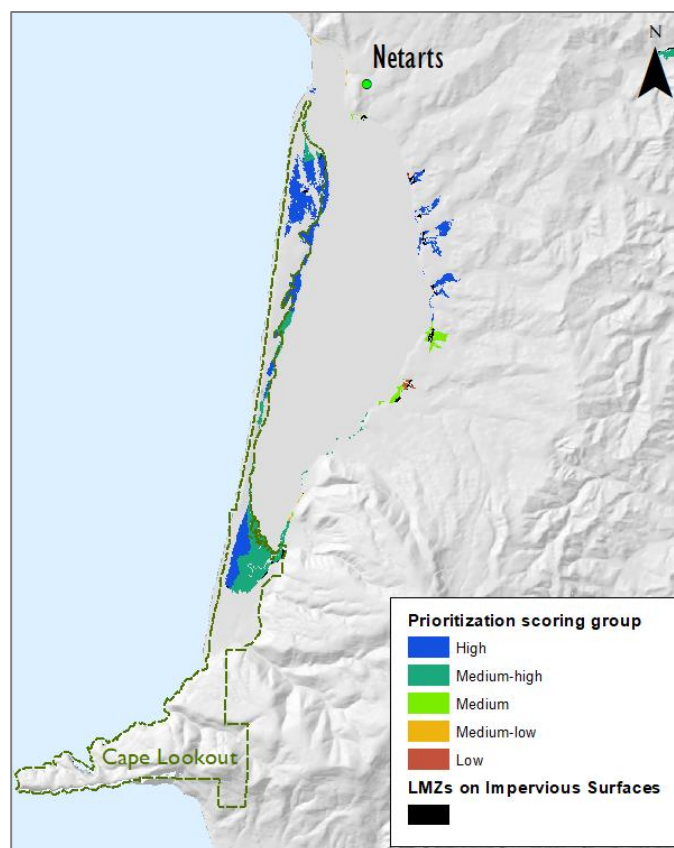 Netarts
N
Cape Lookout
Prioritization scoring group
High
Medium-high
Medium
Medium-low
Low
LMZs on Impervious Surfaces